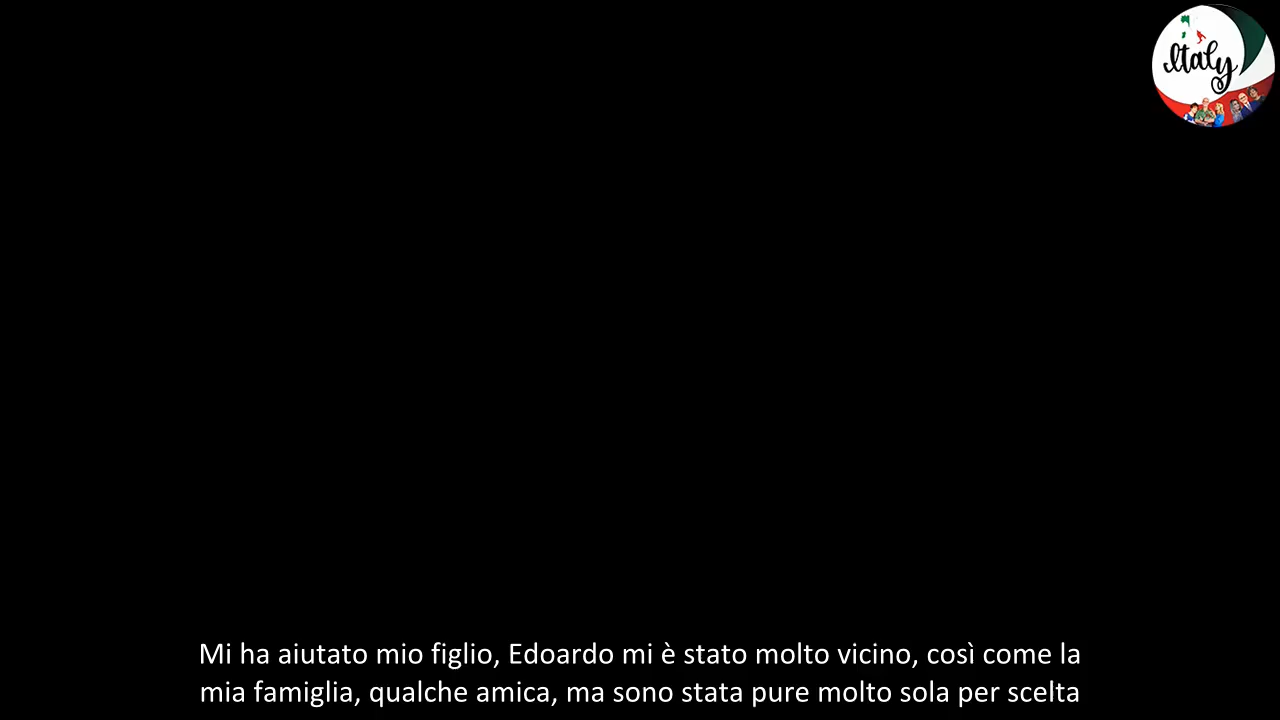 Italy
Mi ha aiutato mio figlio, Edoardo mi è stato molto vicino, così come la
mia famiglia, qualche amica, ma sono stata pure molto sola per scelta